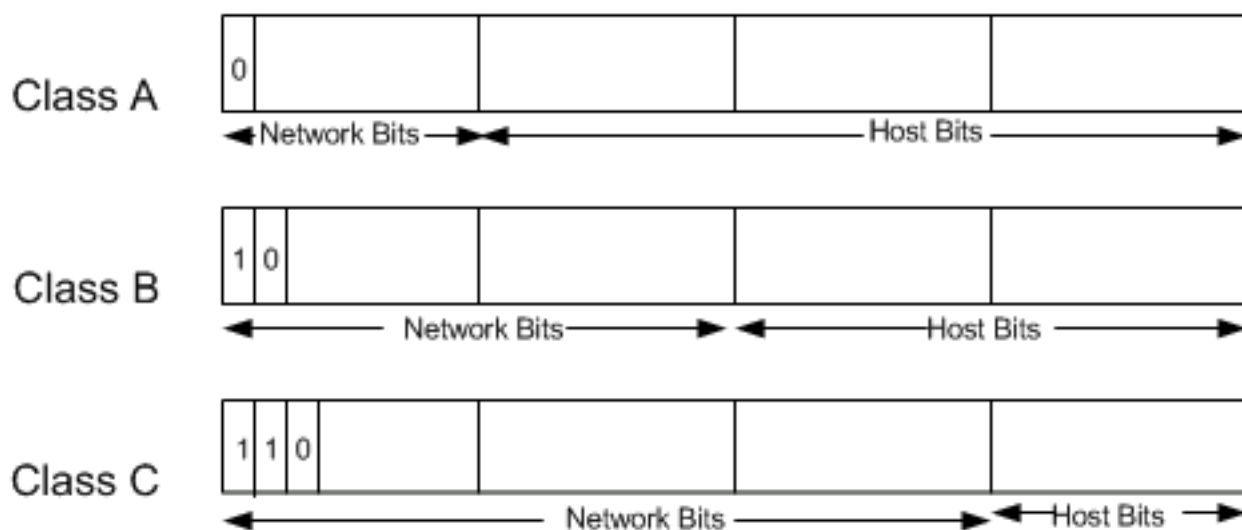 0
Class A
Network Bits Host Bits
1 0
Class B
Network Bits Host Bits
1 1 0
Class C
Network Bits Host Bits